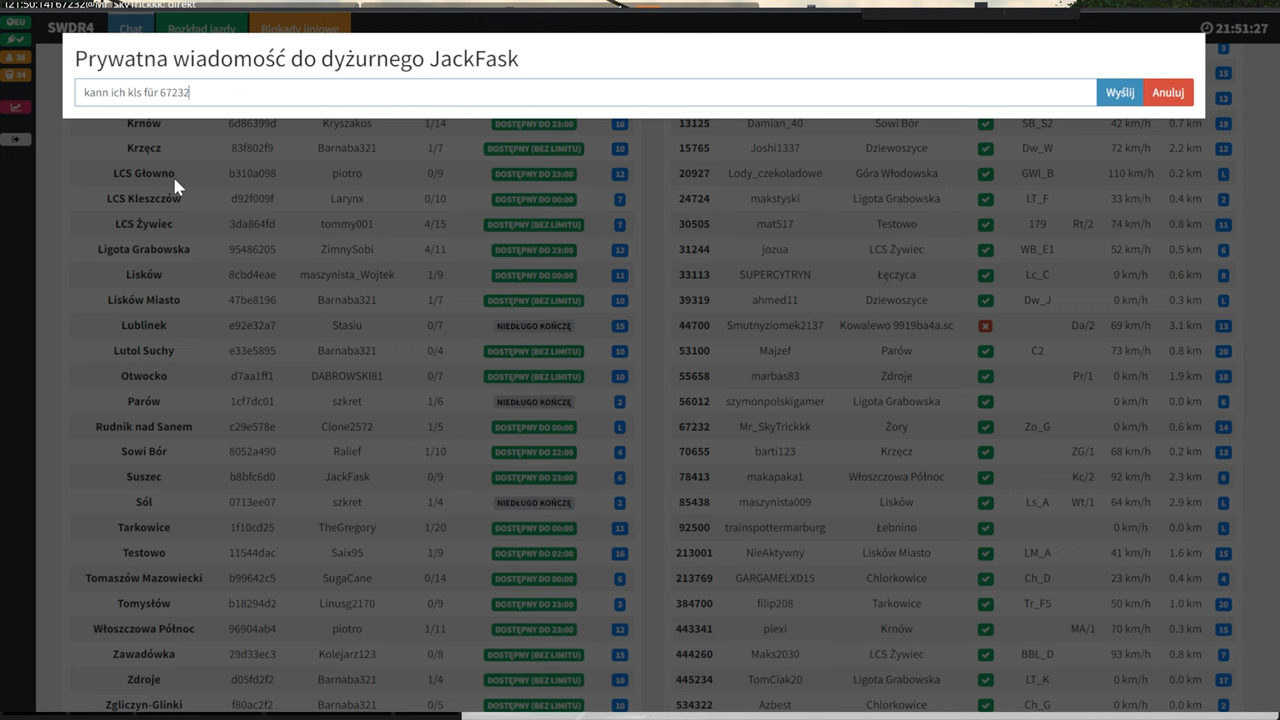 [21:50:14] 67232@Mr_SkyTrickkk: direkt
EU SWDR4 Chat Rozkład jazdy Blokady liniowe 21:51:27
Prywatna wiadomość do dyżurnego JackFask
kann ich kls für 67232 Wyślij Anuluj
38
34
3
15
12
Krnów 6d86399d Kryszakos 1/14 DOSTĘPNY DO 23:00 16
Krzęcz 83f802f9 Barnaba321 1/7 DOSTĘPNY (BEZ LIMITU) 10
LCS Głowno b310a098 piotro 0/9 DOSTĘPNY DO 23:00 12
LCS Kleszczów d92f009f Larynx 0/10 DOSTĘPNY DO 00:00 7
LCS Żywiec 3da864fd tommy001 4/15 DOSTĘPNY (BEZ LIMITU) 7
Ligota Grabowska 95486205 ZimnySobi 4/11 DOSTĘPNY DO 23:00 12
Lisków 8cbd4eae maszynista_Wojtek 1/9 DOSTĘPNY DO 00:00 11
Lisków Miasto 47be8196 Barnaba321 1/7 DOSTĘPNY (BEZ LIMITU) 10
Lublinek e92e32a7 Stasiu 0/7 NIEDŁUGO KOŃCZĘ 15
Lutol Suchy e33e5895 Barnaba321 0/4 DOSTĘPNY (BEZ LIMITU) 10
Otwocko d7aa1ff1 DABROWSKI81 0/7 DOSTĘPNY (BEZ LIMITU) 10
Parów 1cf7dc01 szkret 1/6 NIEDŁUGO KOŃCZĘ 2
Rudnik nad Sanem c29e578e Clone2572 1/5 DOSTĘPNY DO 00:00 L
Sowi Bór 8052a490 Ralief 1/10 DOSTĘPNY DO 22:00 4
Suszec b8bfc6d0 JackFask 0/9 DOSTĘPNY DO 23:00 6
Sól 0713ee07 szkret 1/4 NIEDŁUGO KOŃCZĘ 2
Tarkowice 1f10cd25 TheGregory 1/20 DOSTĘPNY DO 00:00 11
Testowo 11544dac Saix95 1/9 DOSTĘPNY DO 02:00 16
Tomaszów Mazowiecki b99642c5 SugaCane 0/14 DOSTĘPNY DO 00:00 6
Tomysłów b18294d2 Linusg2170 0/9 DOSTĘPNY DO 23:00 3
Włoszczowa Północ 96904ab4 piotro 1/11 DOSTĘPNY DO 23:00 12
Zawadówka 29d33ec3 Kolejarz123 0/8 DOSTĘPNY (BEZ LIMITU) 15
Zdroje d05fd2f2 Barnaba321 1/4 DOSTĘPNY (BEZ LIMITU) 10
Zgliczyn-Glinki f80ac2f2 Barnaba321 DOSTĘPNY (BEZ LIMITU) 10
13125 Damian_40 Sowi Bór SB_S2 42 km/h 0.7 km 19
15765 Joshi1337 Dziewoszyce Dw_W 72 km/h 2.2 km 12
20927 Lody_czekoladowe Góra Włodowska GWl_B 110 km/h 0.2 km L
24724 makstyski Ligota Grabowska LT_F 33 km/h 0.4 km 2
30505 mat517 Testowo 179 Rt/2 74 km/h 0.8 km 11
31244 jozua LCS Żywiec WB_E1 52 km/h 0.5 km 6
33113 SUPERCYTRYN Łęczyca Lc_C 0 km/h 0.6 km 8
39319 ahmed11 Dziewoszyce Dw_J 0 km/h 0.3 km L
44700 Smutnyziomek2137 Kowalewo 9919ba4a.sc Da/2 69 km/h 3.1 km 13
53100 Majzef Parów C2 73 km/h 0.8 km 20
55658 marbas83 Zdroje Pr/1 0 km/h 1.9 km 18
56012 szymonpolskigamer Ligota Grabowska 0 km/h 0.0 km 6
67232 Mr_SkyTrickkk Żory Zo_G 0 km/h 0.6 km 14
70655 barti123 Krzęcz ZG/1 68 km/h 0.2 km 13
78413 makapaka1 Włoszczowa Północ Kc/2 92 km/h 2.3 km 6
85438 maszynista009 Lisków Ls_A Wt/1 64 km/h 2.9 km L
92500 trainspottermarburg Łebnino 0 km/h 0.0 km L
213001 NieAktywny Lisków Miasto LM_A 41 km/h 1.6 km 15
213769 GARGAMELXD15 Chlorkowice Ch_D 23 km/h 0.4 km 4
384700 filip208 Tarkowice Tr_F5 50 km/h 1.0 km 20
443341 plexi Krnów MA/1 70 km/h 0.3 km 15
444260 Maks2030 LCS Żywiec BBL_D 93 km/h 0.8 km 7
445234 TomCiak20 Ligota Grabowska LT_K 0 km/h 0.0 km 17
534322 Azbest Chlorkowice Ch_G 0 km/h 0.0 km 2